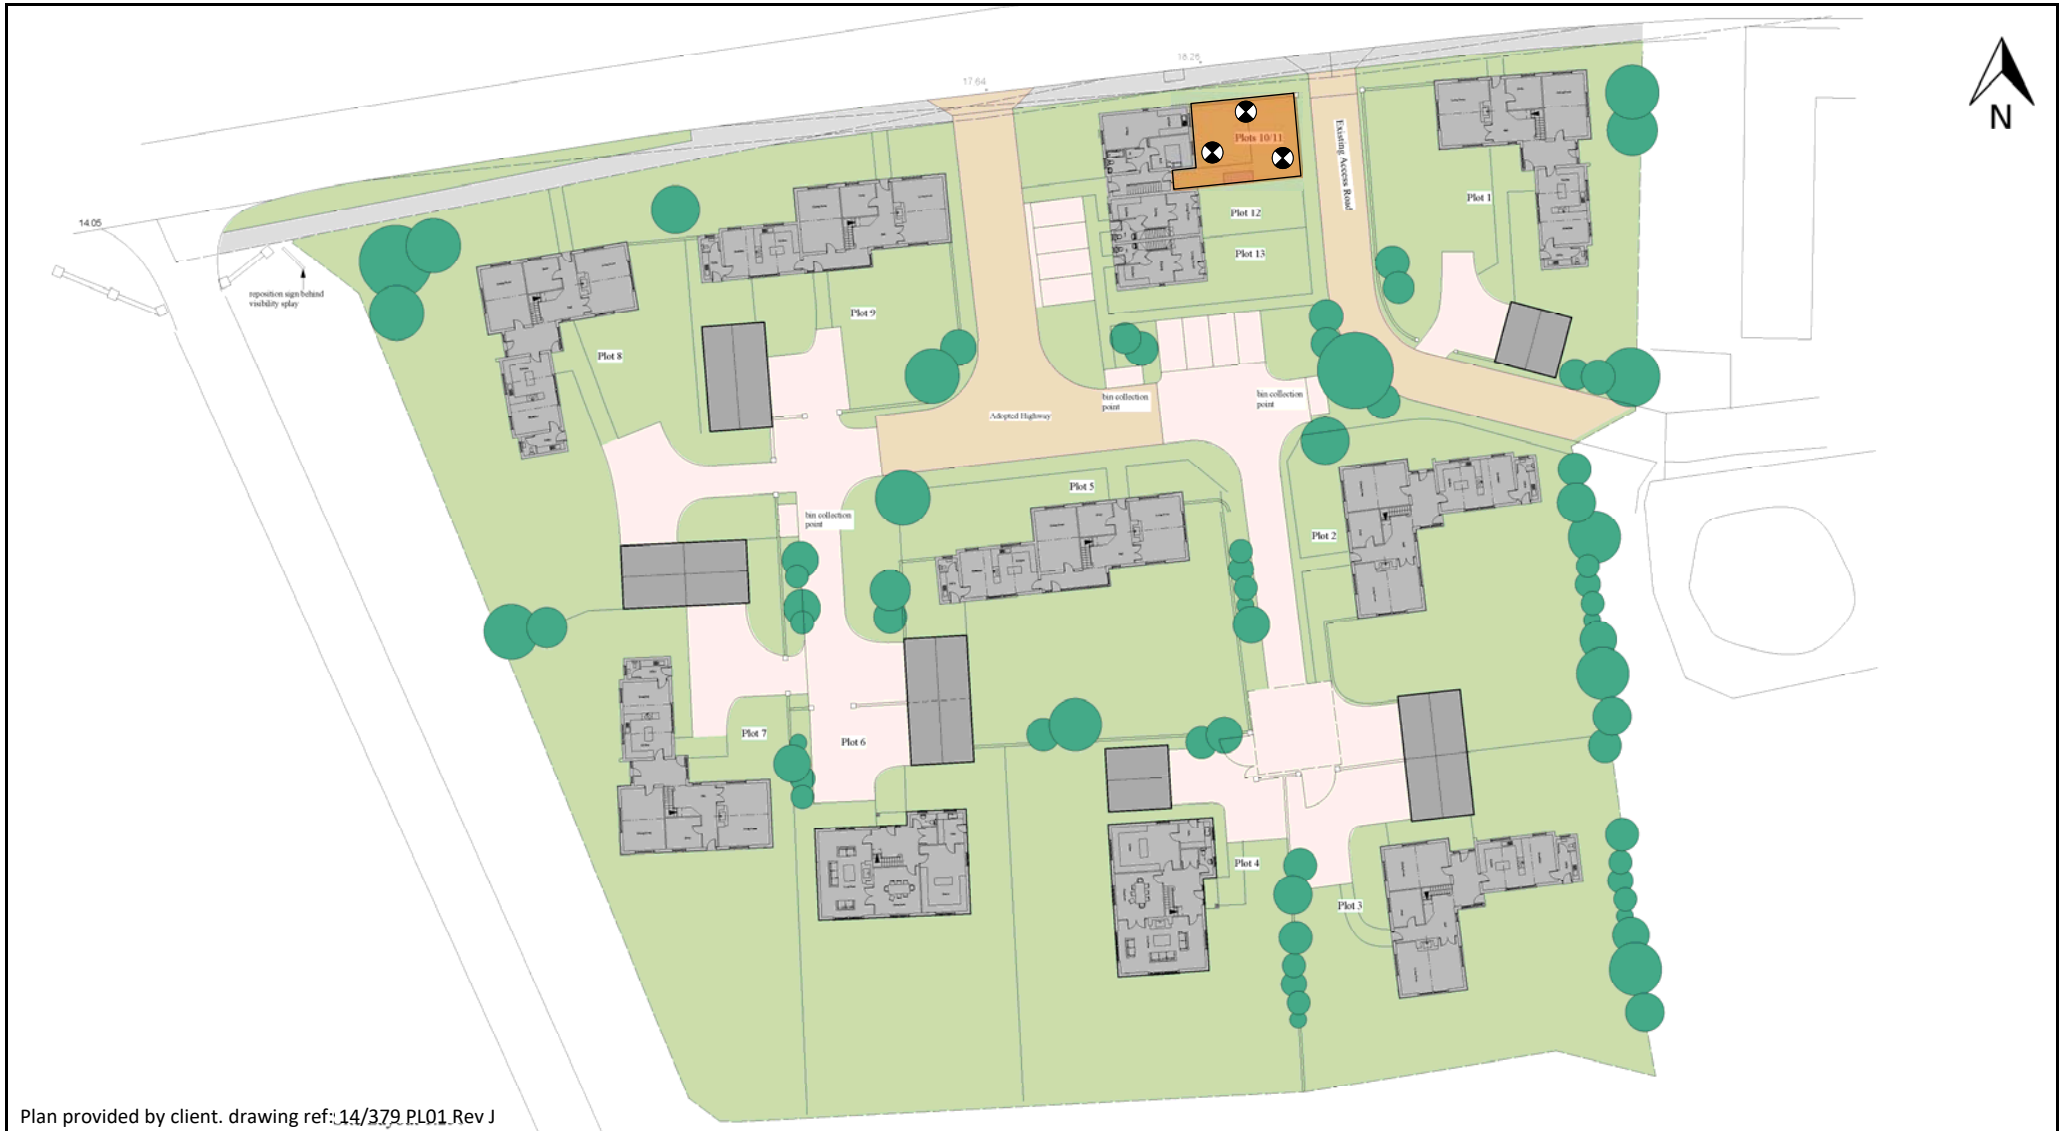 17.64
18.26
N
Plots 10/11
Existing Access Road
Plot 1
14.05
Plot 12
Plot 13
reposition sign behind
visibility splay
Plot 9
Plot 8
bin collection
point
bin collection
point
Adopted Highway
Plot 5
bin collection
point
Plot 2
Plot 7
Plot 6
Plot 4
Plot 3
Plan provided by client. drawing ref: 14/379 PL01 Rev J